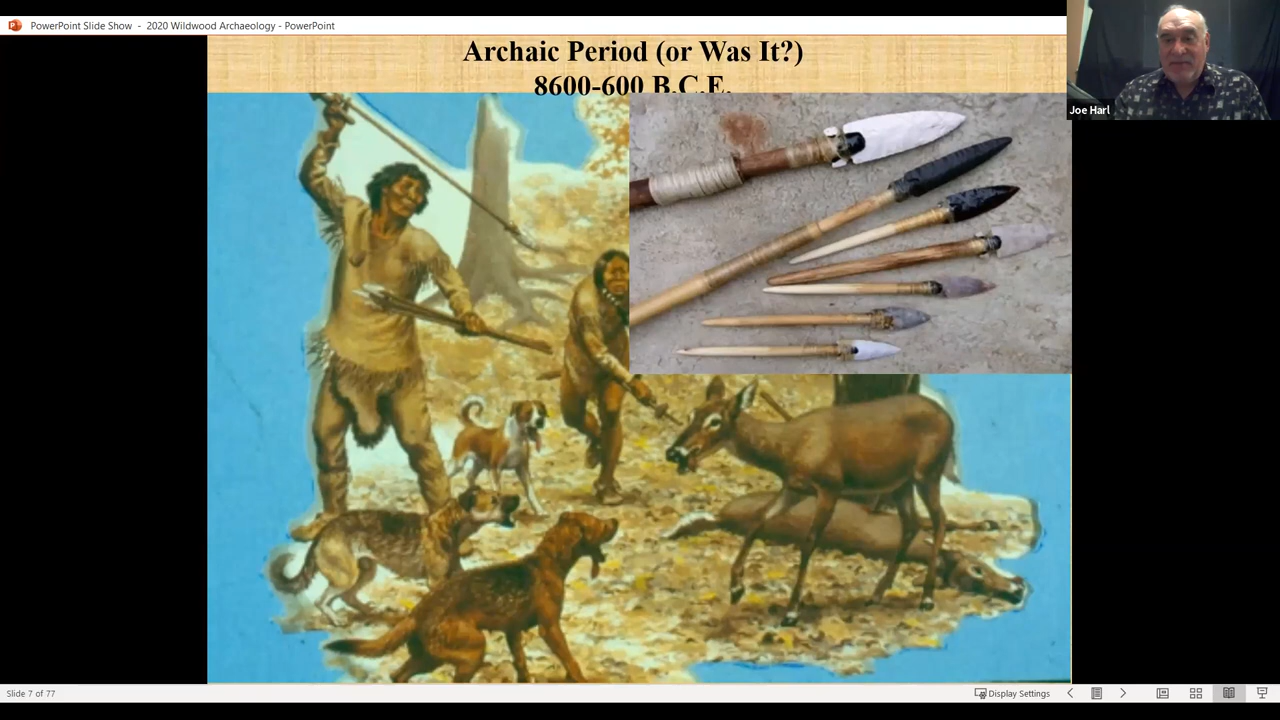 PowerPoint Slide Show - 2020 Wildwood Archaeology - PowerPoint
Archaic Period (or Was It?)
8600-600 B.C.E.
Joe Harl
Slide 7 of 77
Display Settings